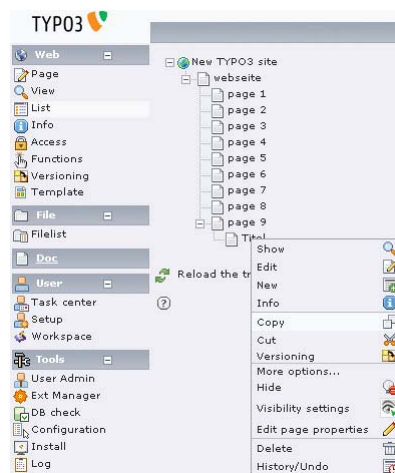 TYPO3
Web
Page
View
List
Info
Access
Functions
Versioning
Template
File
Filelist
Doc
User
Task center
Setup
Workspace
Tools
User Admin
Ext Manager
DB check
Configuration
Install
Log
New TYPO3 site
webseite
page 1
page 2
page 3
page 4
page 5
page 6
page 7
page 8
page 9
Titel
Reload the tr
Show
Edit
New
Info
Copy
Cut
Versioning
More options...
Hide
Visibility settings
Edit page properties
Delete
History/Undo